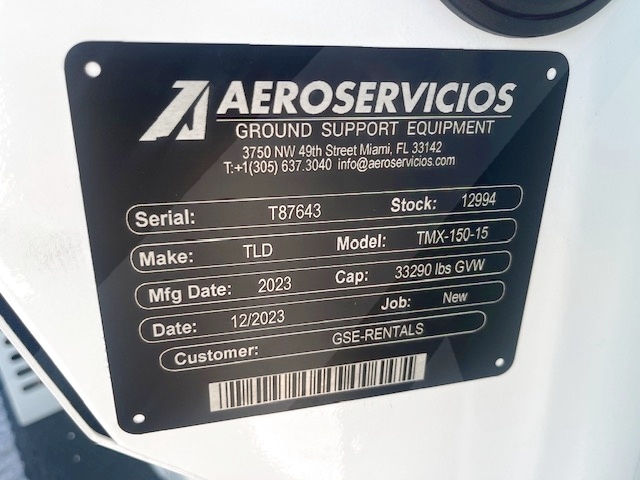 AEROSERVICIOS
GROUND SUPPORT EQUIPMENT
3750 NW 49th Street Miami, FL 33142
T:+1(305) 637.3040 info@aeroservicios.com
Serial: T87643 Stock: 12994
Make: TLD Model: TMX-150-15
Mfg Date: 2023 Cap: 33290 lbs GVW
Date: 12/2023 Job: New
Customer: GSE-RENTALS